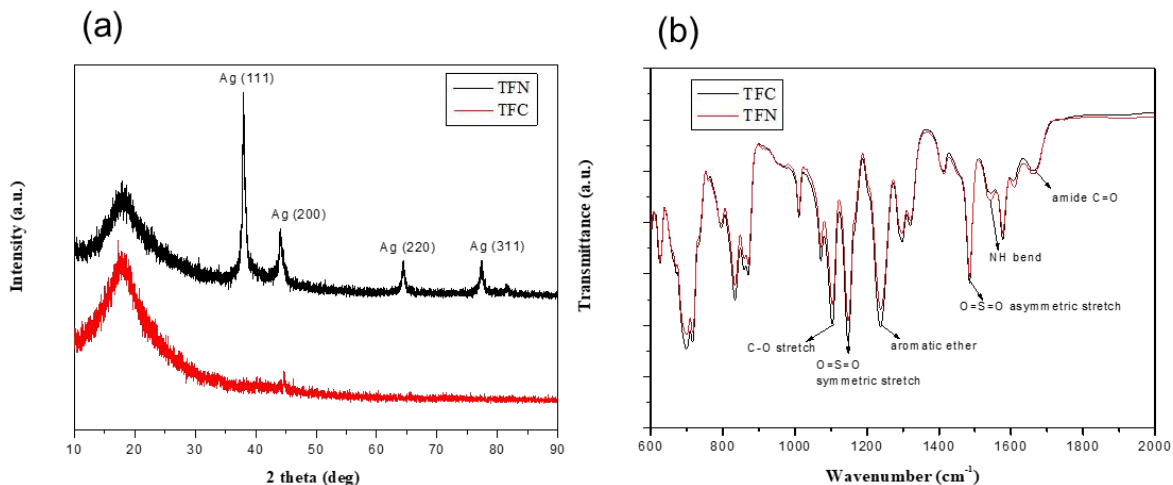 (a)
Ag (111)
TFN
TFC
Ag (200)
Ag (220)
Ag (311)
Intensity (a.u.)
10 20 30 40 50 60 70 80 90
2 theta (deg)
(b)
TFC
TFN
Transmittance (a.u.)
amide C=O
NH bend
O=S=O asymmetric stretch
C-O stretch
aromatic ether
O=S=O
symmetric stretch
600 800 1000 1200 1400 1600 1800 2000
Wavenumber (cm⁻¹)